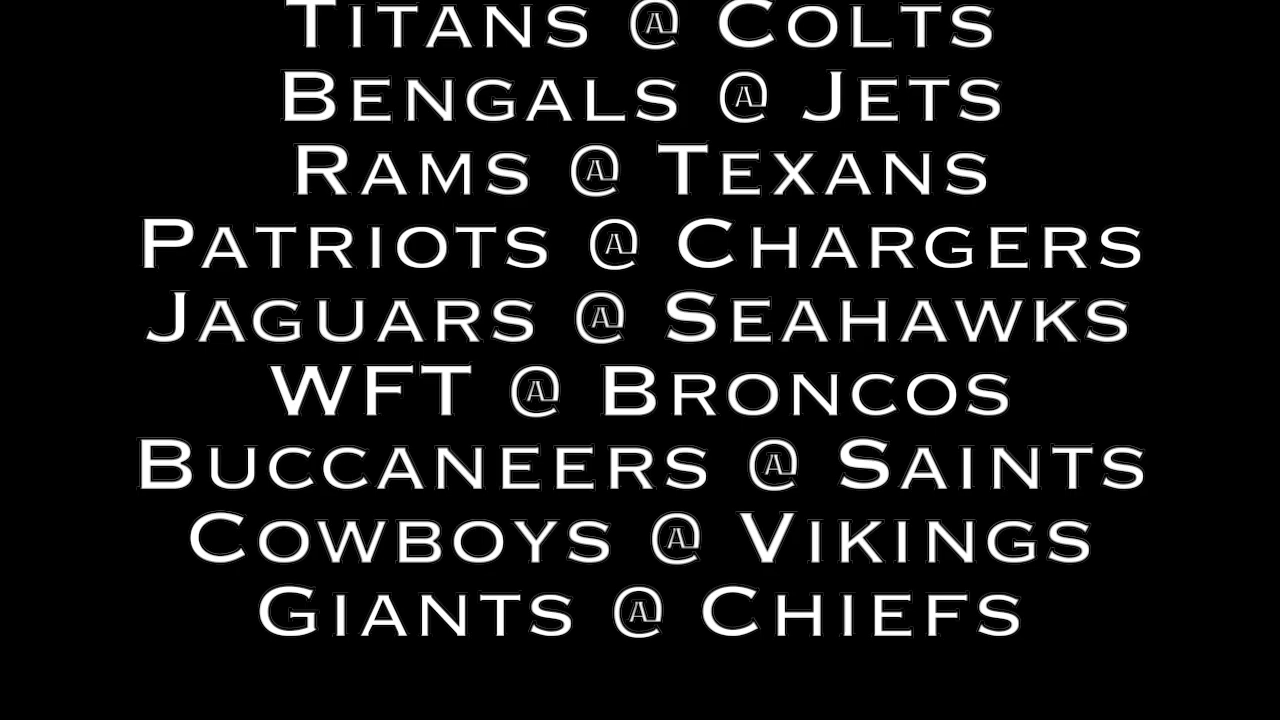 Titans @ Colts
Bengals @ Jets
Rams @ Texans
Patriots @ Chargers
Jaguars @ Seahawks
WFT @ Broncos
Buccaneers @ Saints
Cowboys @ Vikings
Giants @ Chiefs